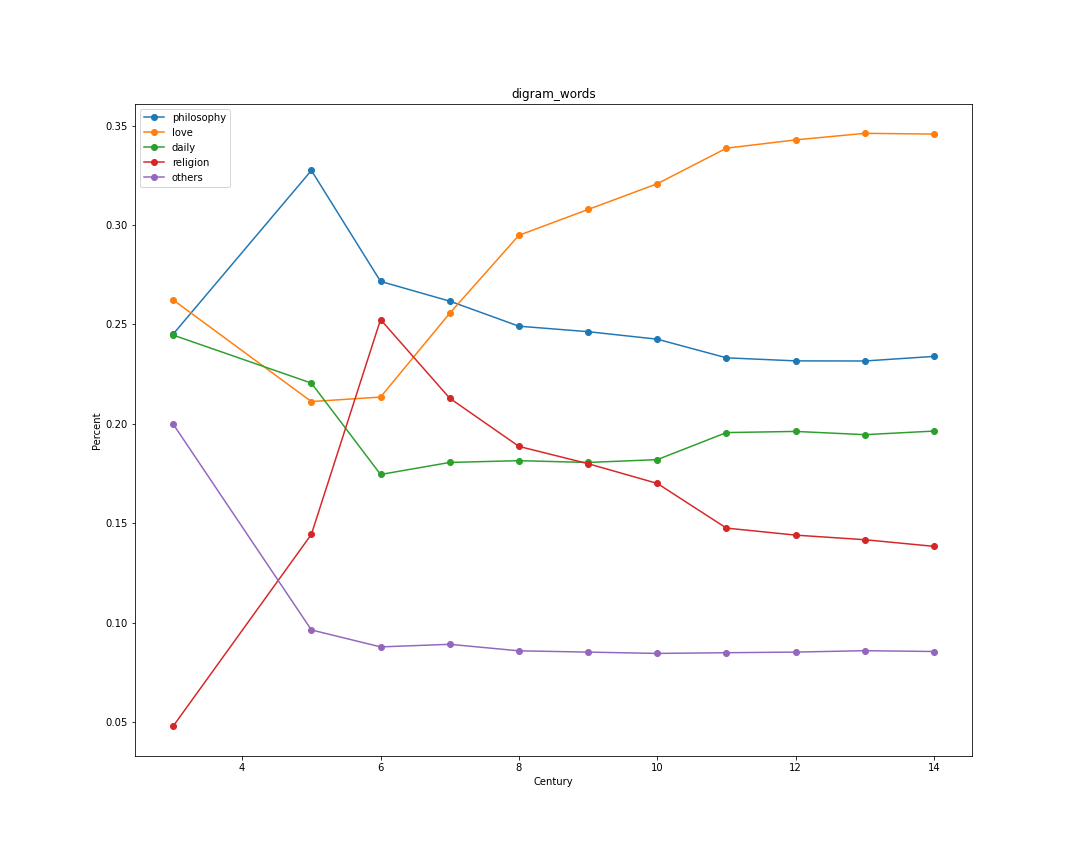 digram_words
philosophy
love
daily
religion
others
0.35
0.30
0.25
0.20
0.15
0.10
0.05
Percent
4 6 8 10 12 14
Century